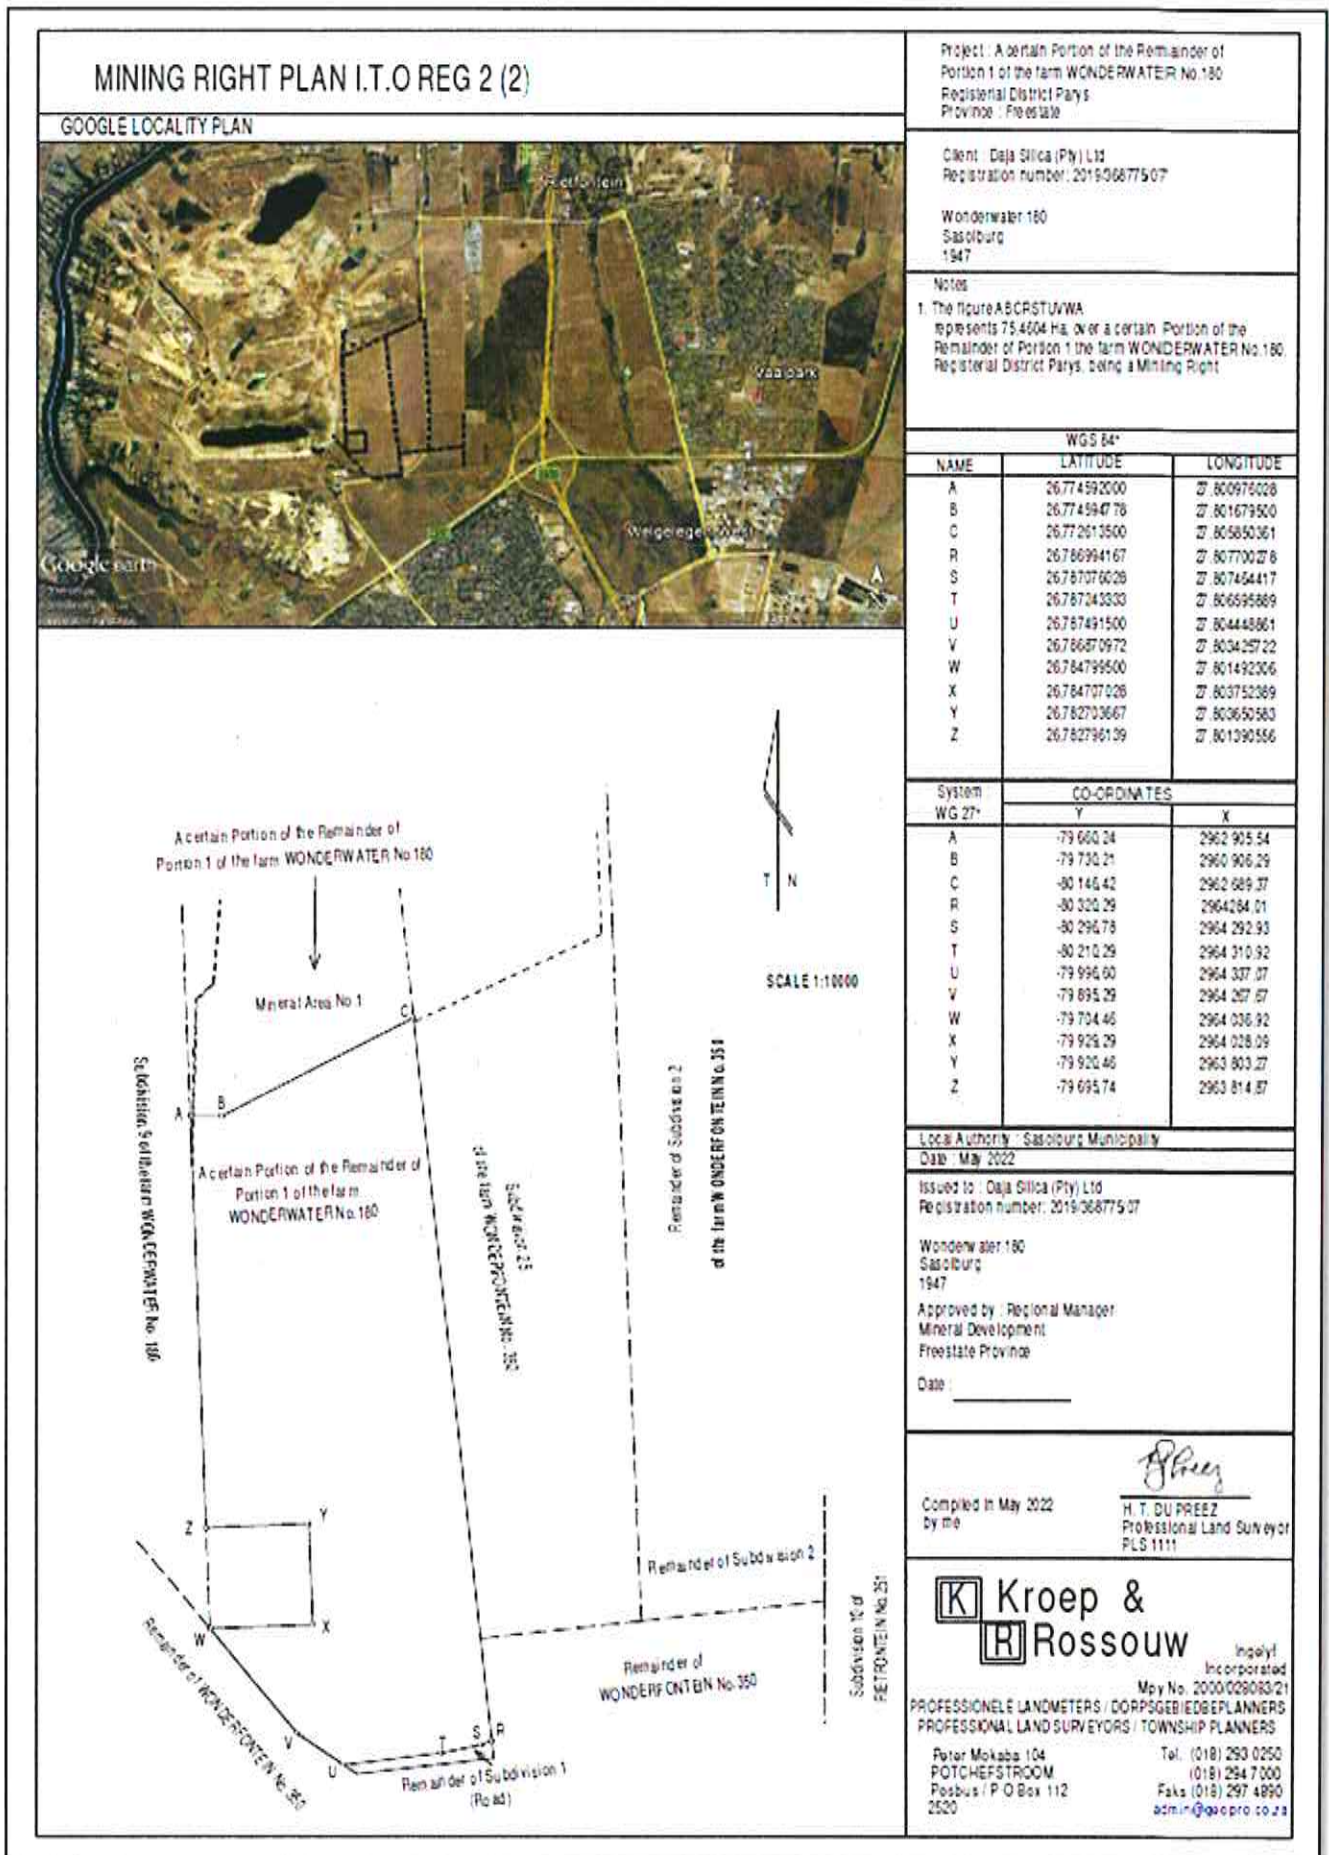 MINING RIGHT PLAN I.T.O REG 2 (2)
GOOGLE LOCALITY PLAN
Rietfontein
Vaalpark
Google earth
A certain Portion of the Remainder of
Portion 1 of the farm WONDERWATER No.180
Mineral Area No.1
A
B
C
A certain Portion of the Remainder of
Portion 1 of the farm
WONDERWATER No.180
Subdivision 9 of the farm WONDERWATER No. 180
Subdivision 25
Remainder of Subdivision 2
of the farm WONDERFONTEIN No.350
T N
SCALE 1:10000
Z
Y
W
X
V
U
T
S
R
Remainder of WONDERFONTEIN No. 350
Remainder of Subdivision 1
(Road)
Remainder of Subdivision 2
Remainder of
WONDERFONTEIN No.350
Subdivision 10 of
RIETFONTEIN No.251
Project : A certain Portion of the Remainder of
Portion 1 of the farm WONDERWATER No.180
Registerial District Parys
Province : Freestate
Client : Daja Silica (Pty) Ltd
Registration number: 2019/368775/07
Wonderwater 180
Sasolburg
1947
Notes
1. The figure ABCRSTUVWA
represents 75,4604 Ha, over a certain Portion of the
Remainder of Portion 1 the farm WONDERWATER No.180,
Registerial District Parys, being a Mining Right
WGS 84*
NAME LATITUDE LONGITUDE
A 26.774592000 27.800976028
B 26.774594778 27.801679500
C 26.772613500 27.805850361
R 26.786994167 27.807700278
S 26.787076028 27.807464417
T 26.787243333 27.806595889
U 26.787491500 27.804448861
V 26.786870972 27.803425722
W 26.784799500 27.801492306
X 26.784707028 27.803752389
Y 26.782703667 27.803650583
Z 26.782796139 27.801390556
System : CO-ORDINATES
WG 27* Y X
A -79 660.24 2962 905.54
B -79 730.21 2960 906.29
C -80 146.42 2962 689.37
R -80 320.29 2964284.01
S -80 296.78 2964 292.93
T -80 210.29 2964 310.92
U -79 996.60 2964 337.07
V -79 895.29 2964 267.67
W -79 704.46 2964 036.92
X -79 929.29 2964 028.09
Y -79 920.46 2963 803.27
Z -79 695.74 2963 814.87
Local Authority : Sasolburg Municipality
Date : May 2022
Issued to : Daja Silica (Pty) Ltd
Registration number: 2019/368775/07
Wonderwater 180
Sasolburg
1947
Approved by : Regional Manager
Mineral Development
Freestate Province
Date :
Compiled in May 2022
by me
H. T. DU PREEZ
Professional Land Surveyor
PLS 1111
K Kroep &
R Rossouw
Ingelyf
Incorporated
Mpy No. 2000/028083/21
PROFESSIONELE LANDMETERS / DORPSGEBIEDBEPLANNERS
PROFESSIONAL LAND SURVEYORS / TOWNSHIP PLANNERS
Peter Mokaba 104 Tel. (018) 293 0250
POTCHEFSTROOM (018) 294 7000
Posbus / P O Box 112 Faks (018) 297 4890
2520 admin@geopro.co.za